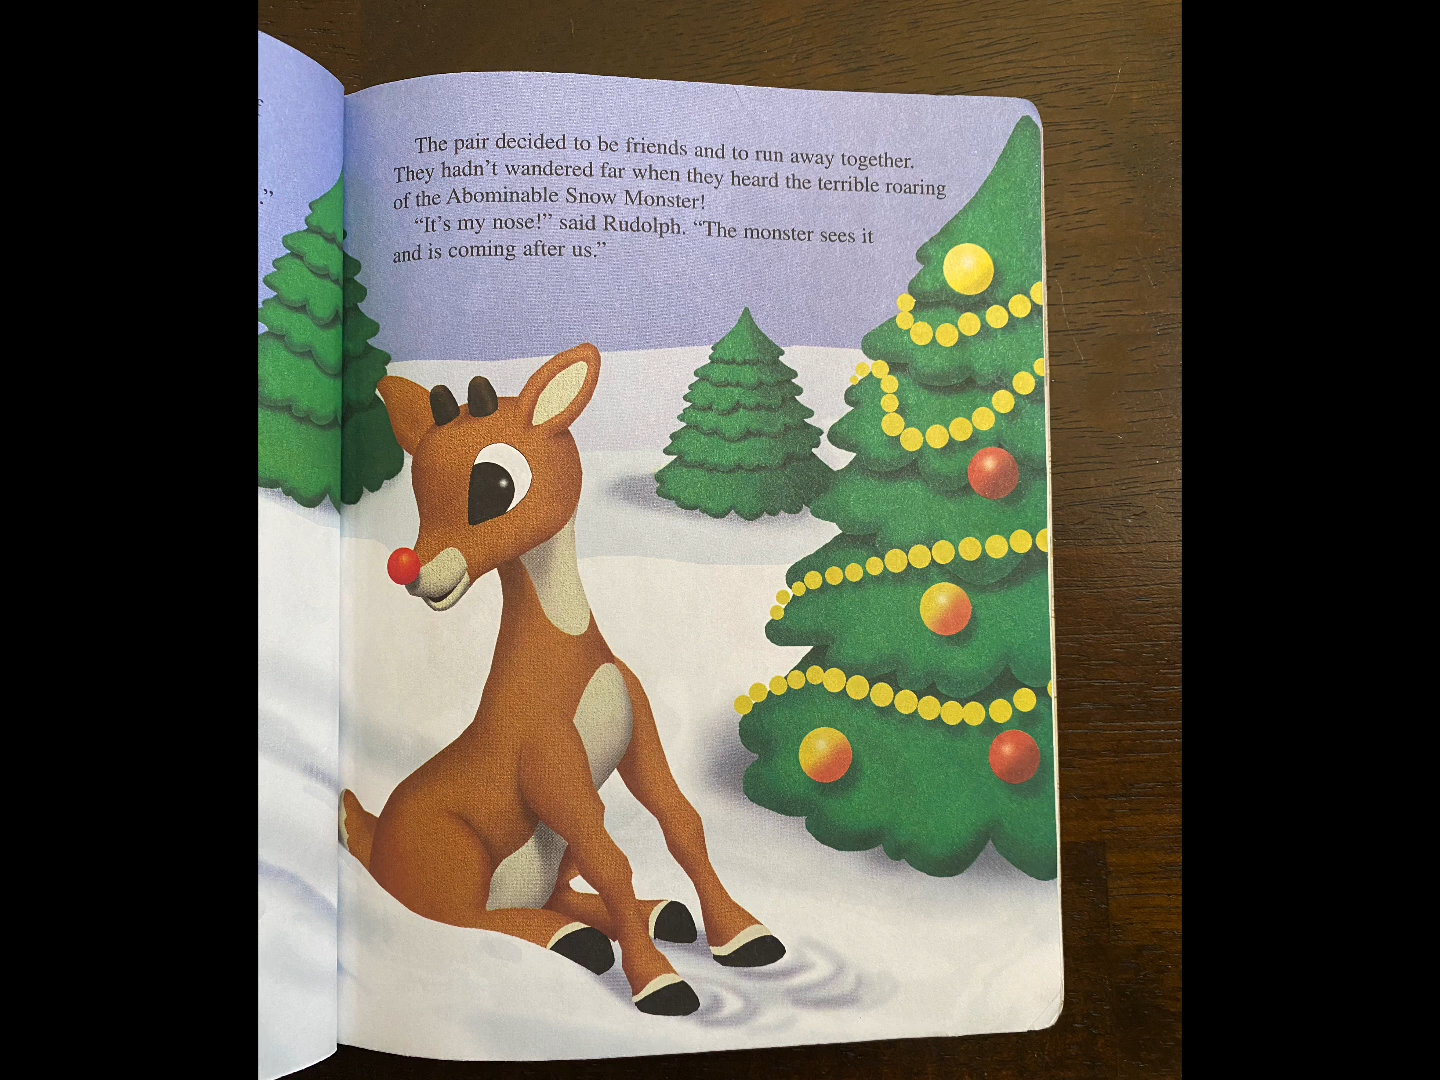 The pair decided to be friends and to run away together.
They hadn't wandered far when they heard the terrible roaring
of the Abominable Snow Monster!
"It's my nose!" said Rudolph. "The monster sees it
and is coming after us."